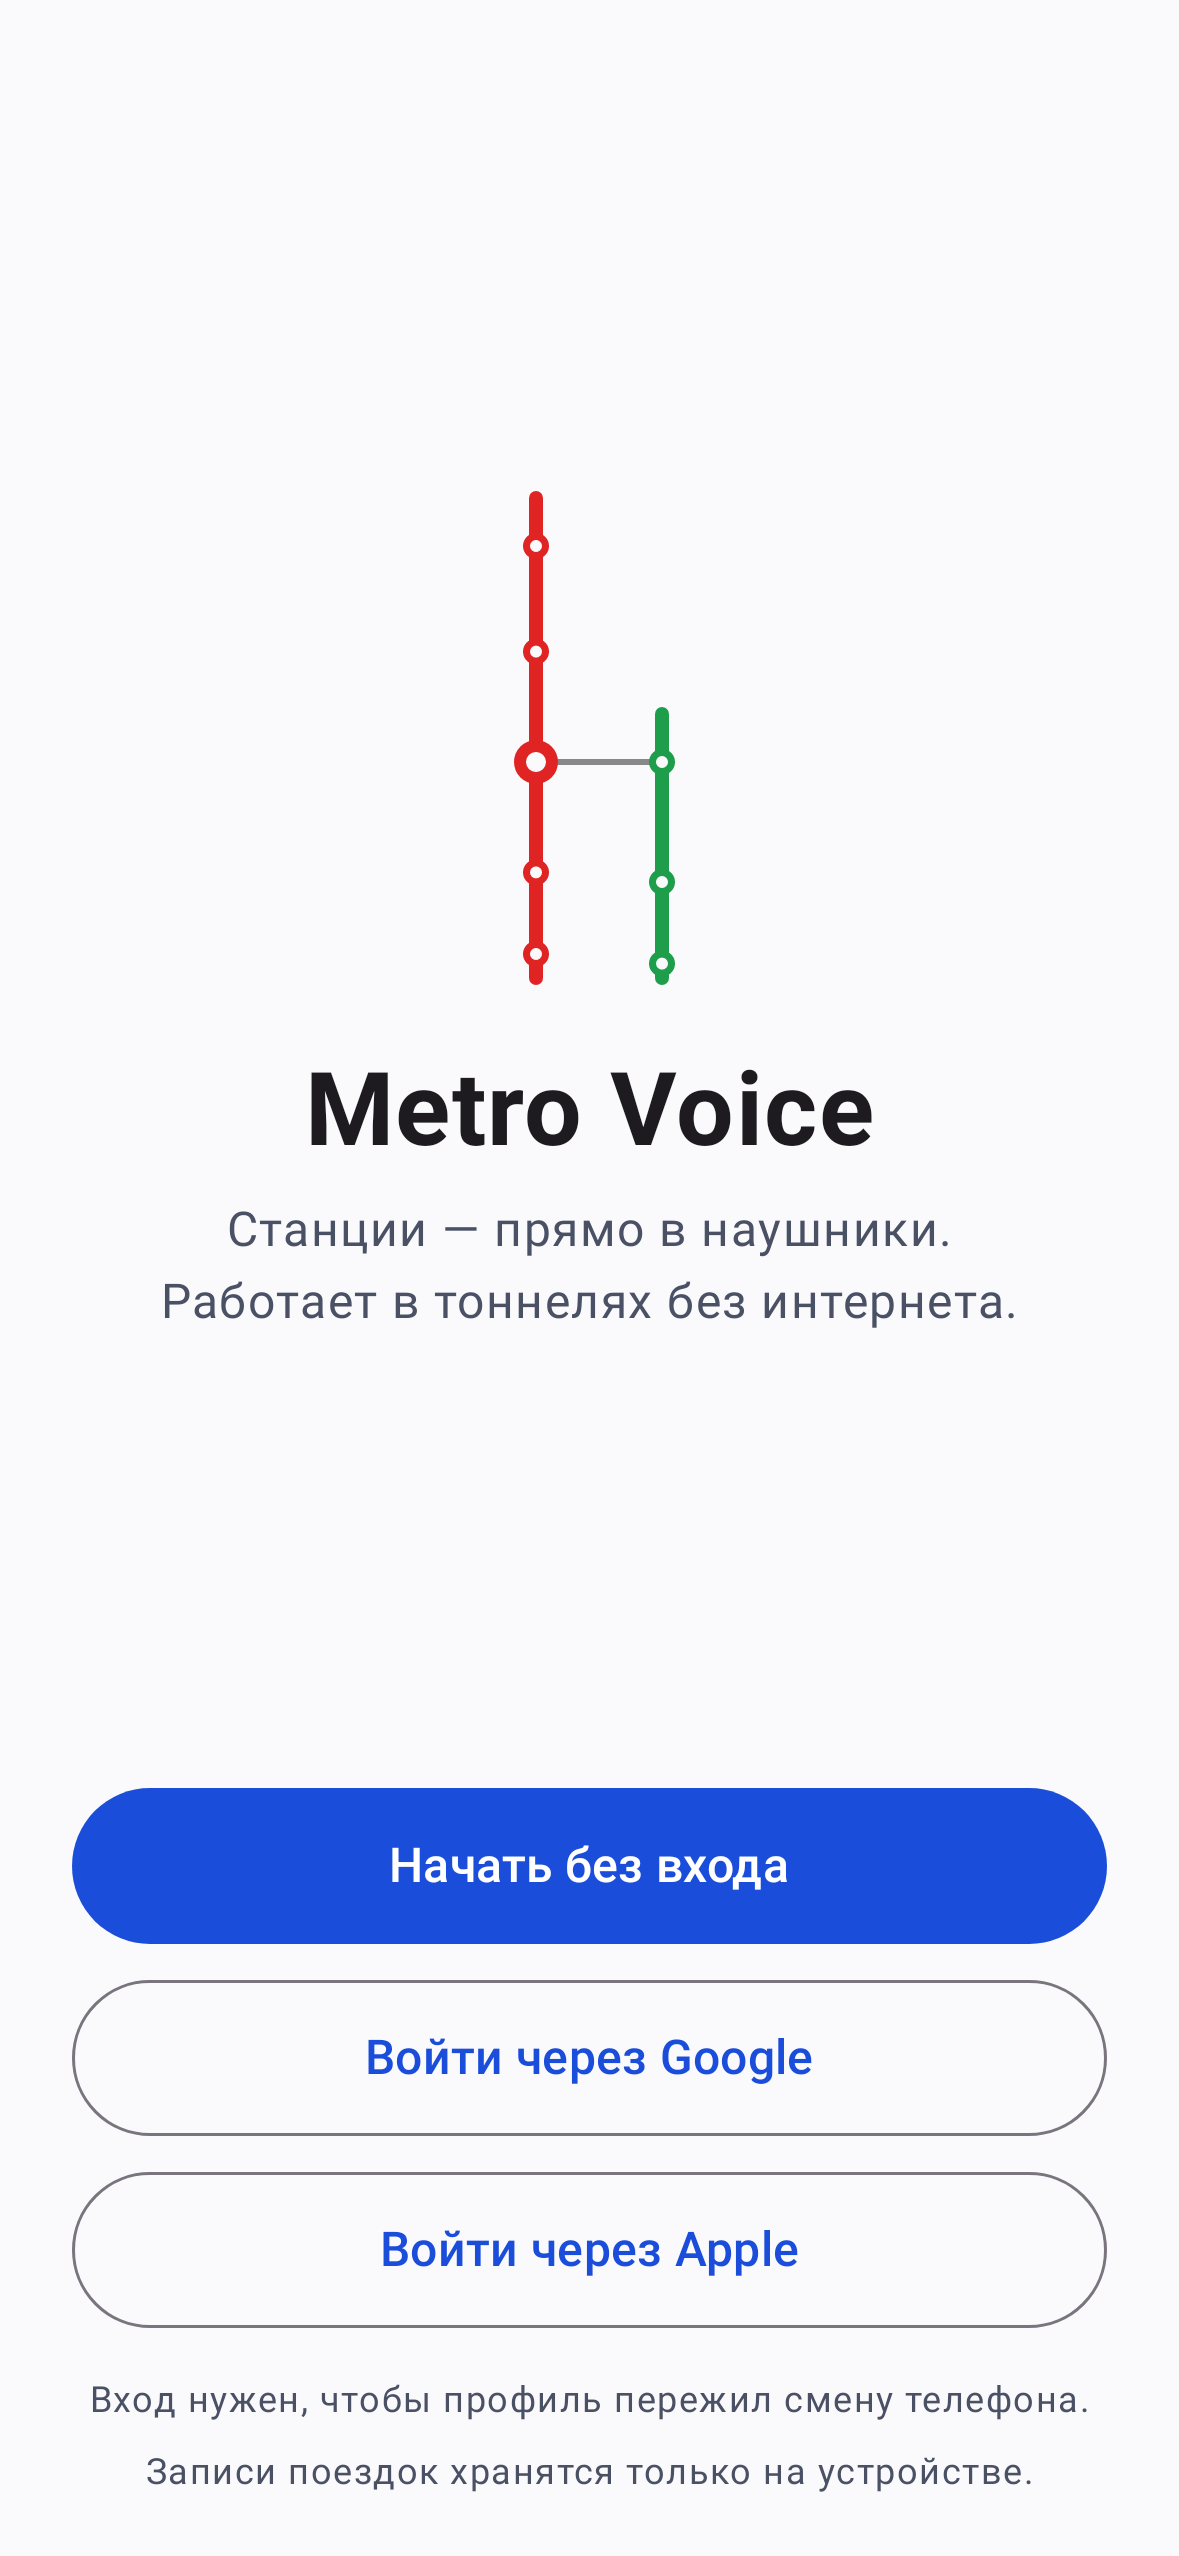 Metro Voice
Станции — прямо в наушники.
Работает в тоннелях без интернета.
Начать без входа
Войти через Google
Войти через Apple
Вход нужен, чтобы профиль пережил смену телефона.
Записи поездок хранятся только на устройстве.